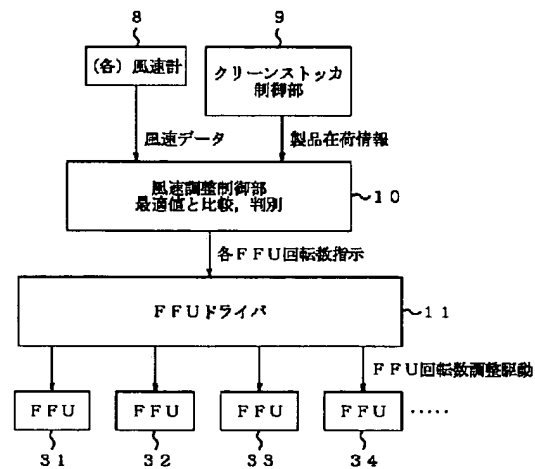 8
9
(各)風速計
クリーンストッカ
制御部
風速データ
製品在荷情報
風速調整制御部
最適値と比較,判別
10
各FFU回転数指示
FFUドライバ
11
FFU回転数調整駆動
FFU
FFU
FFU
FFU
.....
31
32
33
34